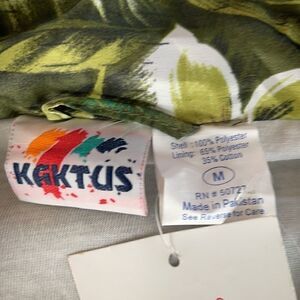 KAKTUS
Shell : 100% Polyester
Lining: 65% Polyester
35% Cotton
M
RN # 50727
Made in Pakistan
See Reverse for Care